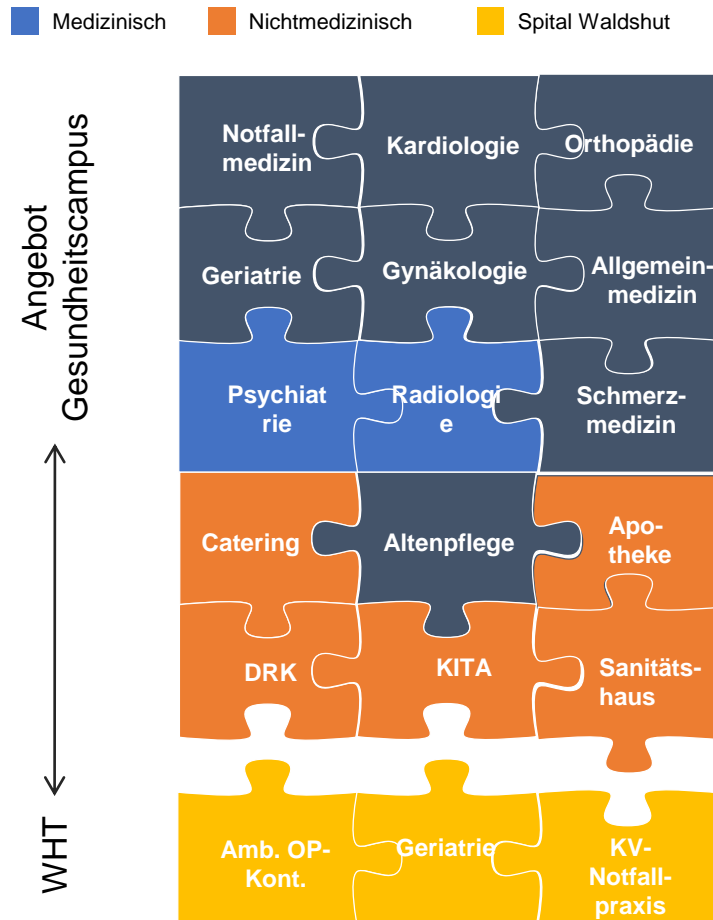 Medizinisch
Nichtmedizinisch
Spital Waldshut
Angebot
Gesundheitscampus
WHT
Notfall-
medizin
Kardiologie
Orthopädie
Geriatrie
Gynäkologie
Allgemein-
medizin
Psychiat
rie
Radiologi
e
Schmerz-
medizin
Catering
Altenpflege
Apo-
theke
DRK
KITA
Sanitäts-
haus
Amb. OP-
Kont.
Geriatrie
KV-
Notfall-
praxis